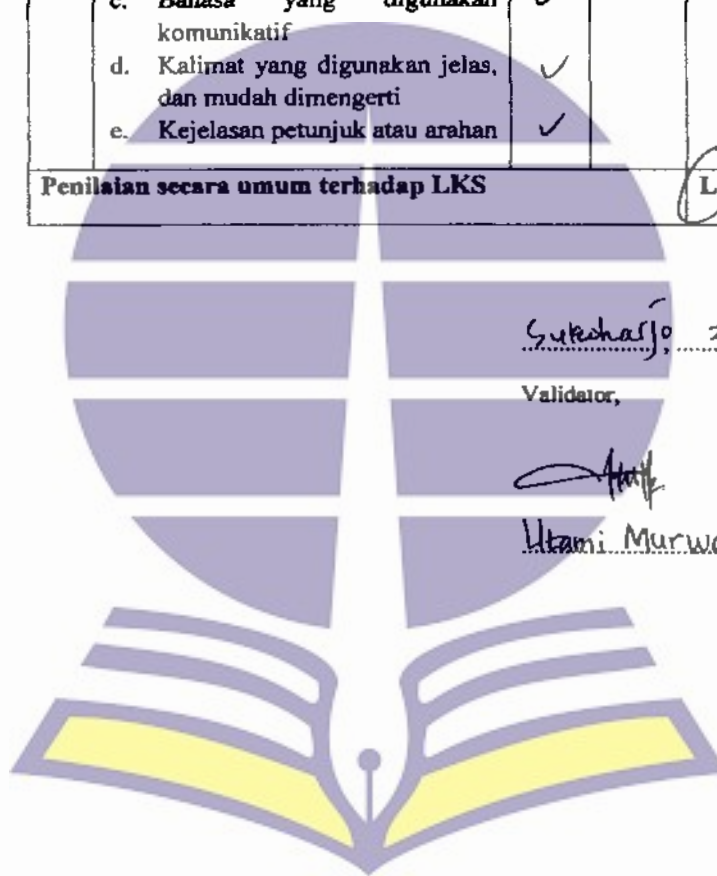 c. Bahasa yang digunakan ✓
komunikatif
d. Kalimat yang digunakan jelas, ✓
dan mudah dimengerti
e. Kejelasan petunjuk atau arahan ✓
Penilaian secara umum terhadap LKS L
Sukoharjo
Validator,
Utami Murwa